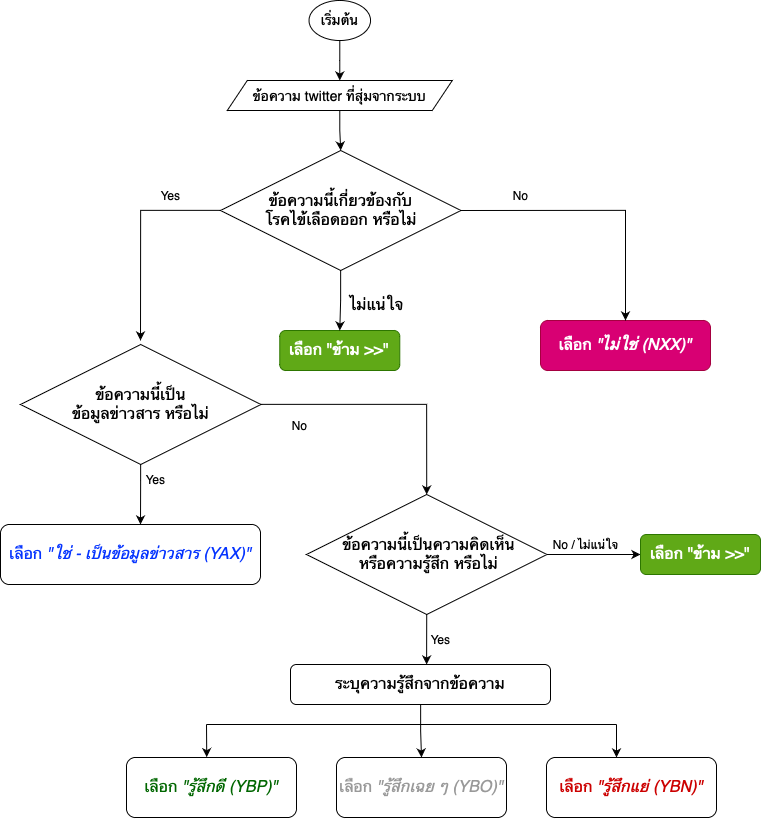 เริ่มต้น
ข้อความ twitter ที่สุ่มจากระบบ
Yes
ข้อความนี้เกี่ยวข้องกับ
โรคไข้เลือดออก หรือไม่
No
ไม่แน่ใจ
เลือก "ข้าม >>"
เลือก "ไม่ใช่ (NXX)"
ข้อความนี้เป็น
ข้อมูลข่าวสาร หรือไม่
No
Yes
เลือก "ใช่ - เป็นข้อมูลข่าวสาร (YAX)"
ข้อความนี้เป็นความคิดเห็น
หรือความรู้สึก หรือไม่
No / ไม่แน่ใจ
เลือก "ข้าม >>"
Yes
ระบุความรู้สึกจากข้อความ
เลือก "รู้สึกดี (YBP)"
เลือก "รู้สึกเฉย ๆ (YBO)"
เลือก "รู้สึกแย่ (YBN)"